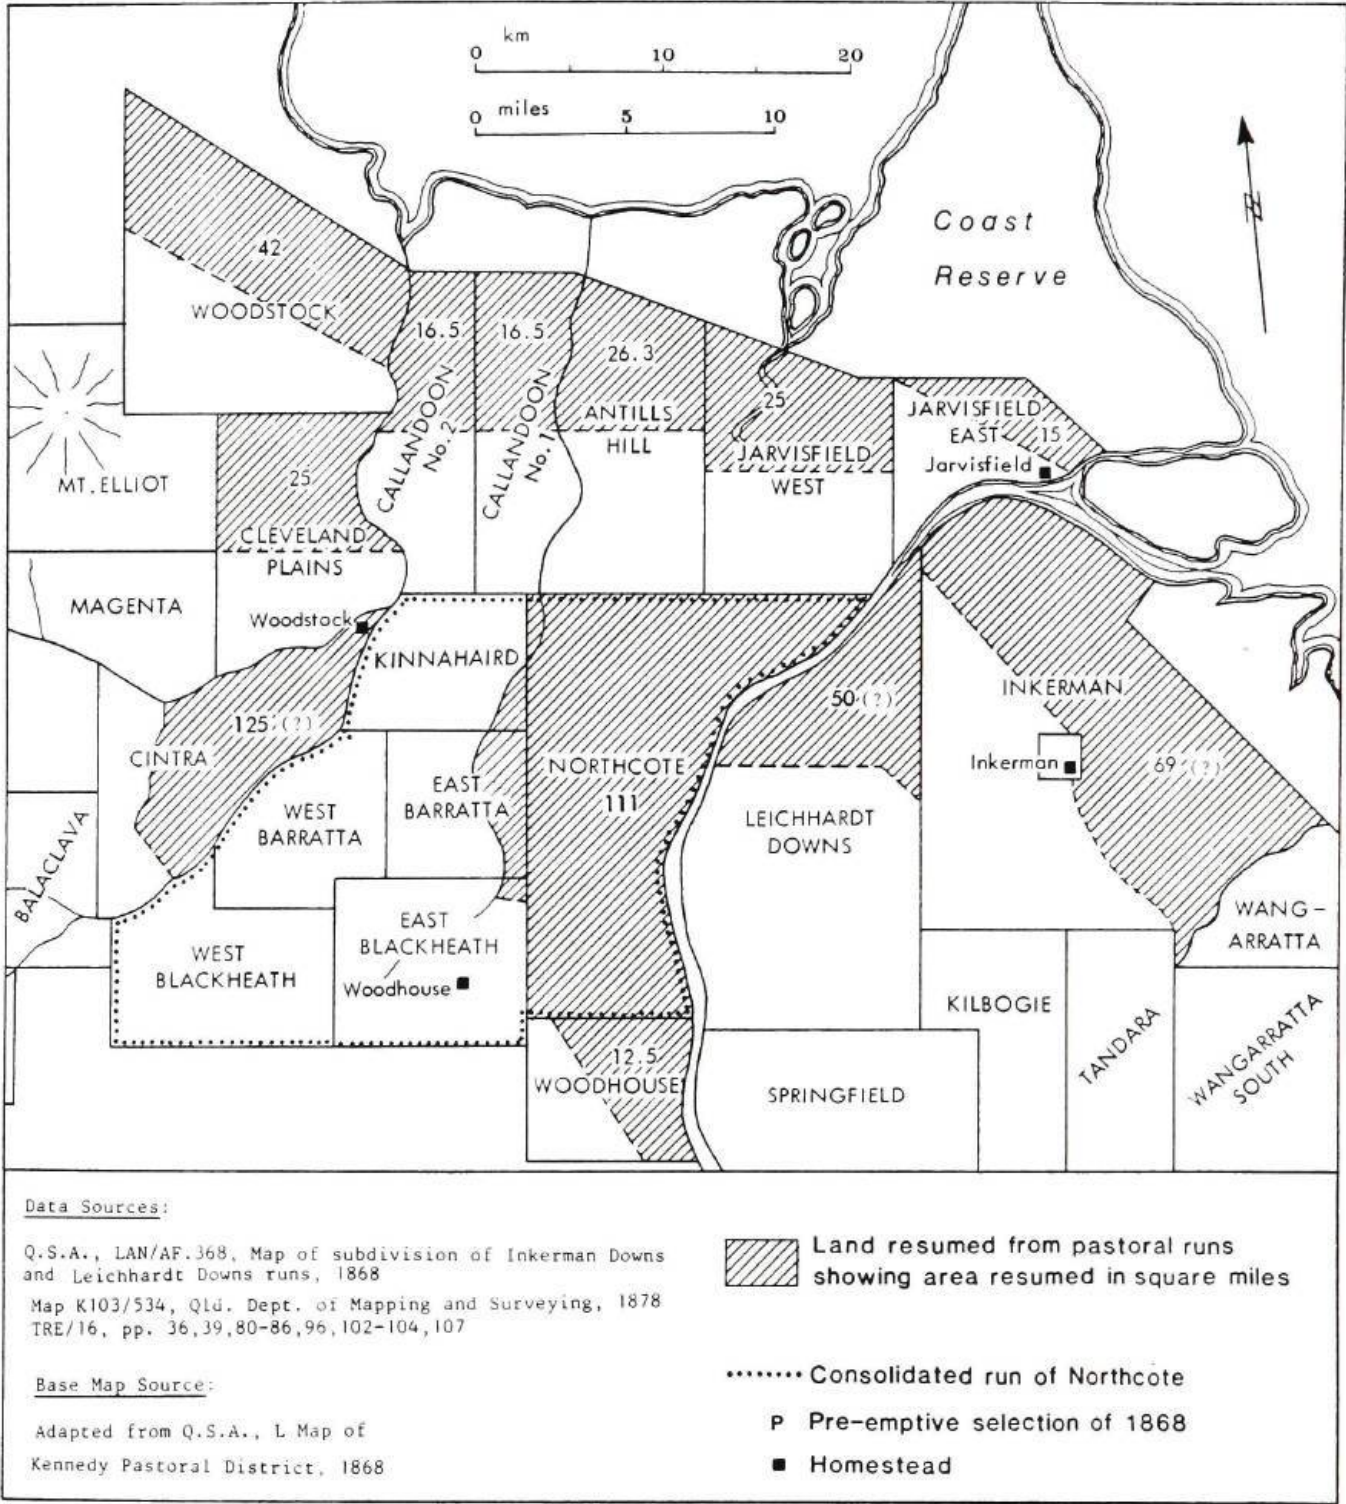 km
0 10 20
0 miles 5 10
N
Coast
Reserve
42
WOODSTOCK
16.5
16.5
26.3
CALLANDOON
No. 2
CALLANDOON
No. 1
ANTILLS
HILL
25
JARVISFIELD
WEST
JARVISFIELD
EAST
15
Jarvisfield
MT. ELLIOT
25
CLEVELAND
PLAINS
MAGENTA
Woodstock
KINNAHAIRD
125 (?)
CINTRA
50 (?)
INKERMAN
Inkerman
69 (?)
NORTHCOTE
111
EAST
BARRATTA
WEST
BARRATTA
LEICHHARDT
DOWNS
BALACLAVA
EAST
BLACKHEATH
WEST
BLACKHEATH
Woodhouse
WANG-
ARRATTA
KILBOGIE
TANDARA
WANGARRATTA
SOUTH
12.5
WOODHOUSE
SPRINGFIELD
Data Sources:
Q.S.A., LAN/AF.368, Map of subdivision of Inkerman Downs
and Leichhardt Downs runs, 1868
Map K103/534, Qld. Dept. of Mapping and Surveying, 1878
TRE/16, pp. 36,39,80-86,96,102-104,107
Base Map Source:
Adapted from Q.S.A., L Map of
Kennedy Pastoral District, 1868
Land resumed from pastoral runs
showing area resumed in square miles
Consolidated run of Northcote
P Pre-emptive selection of 1868
Homestead